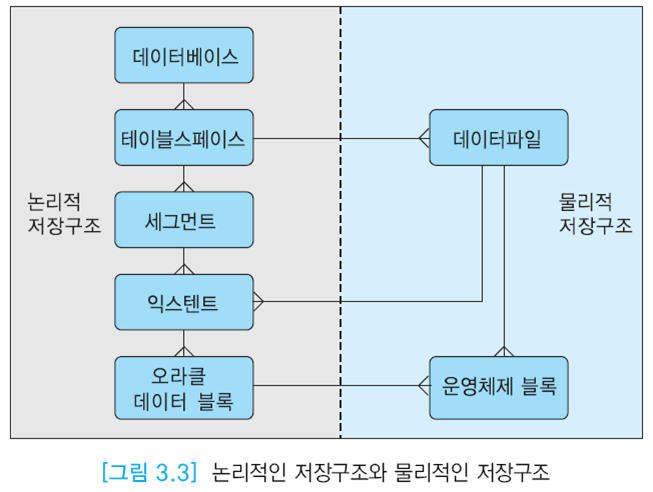 데이터베이스
테이블스페이스
데이터파일
논리적
저장구조
물리적
저장구조
세그먼트
익스텐트
오라클
데이터 블록
운영체제 블록
[그림 3.3] 논리적인 저장구조와 물리적인 저장구조